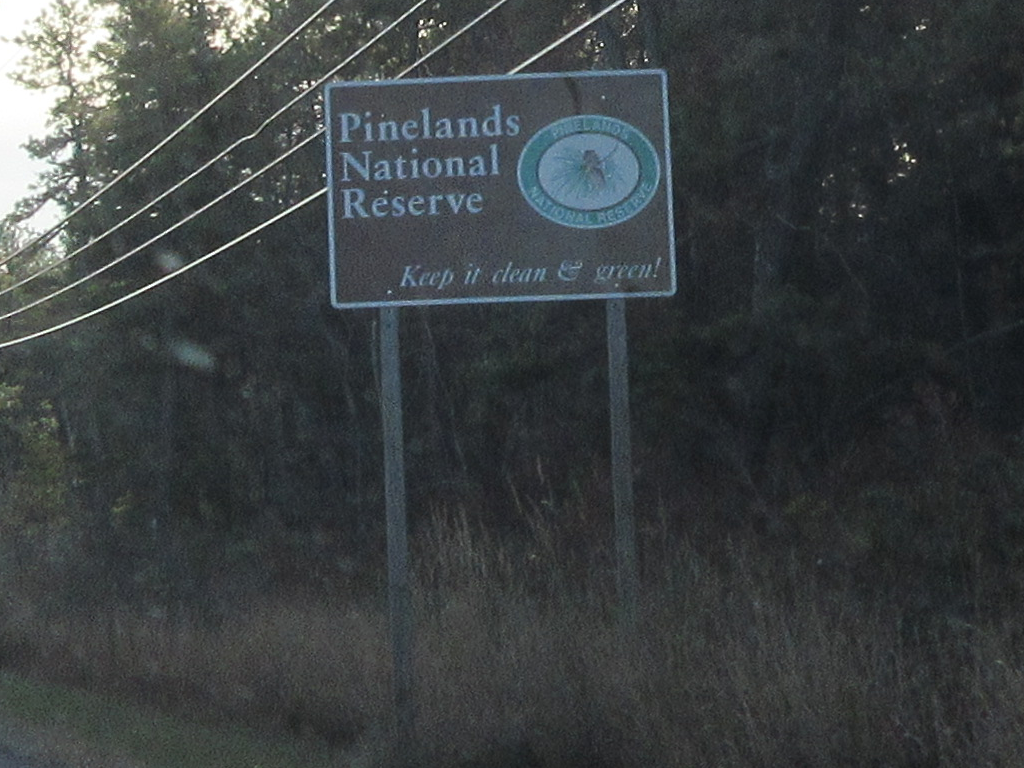 Pinelands
National
Reserve
PINELANDS
NATIONAL RESERVE
Keep it clean & green!